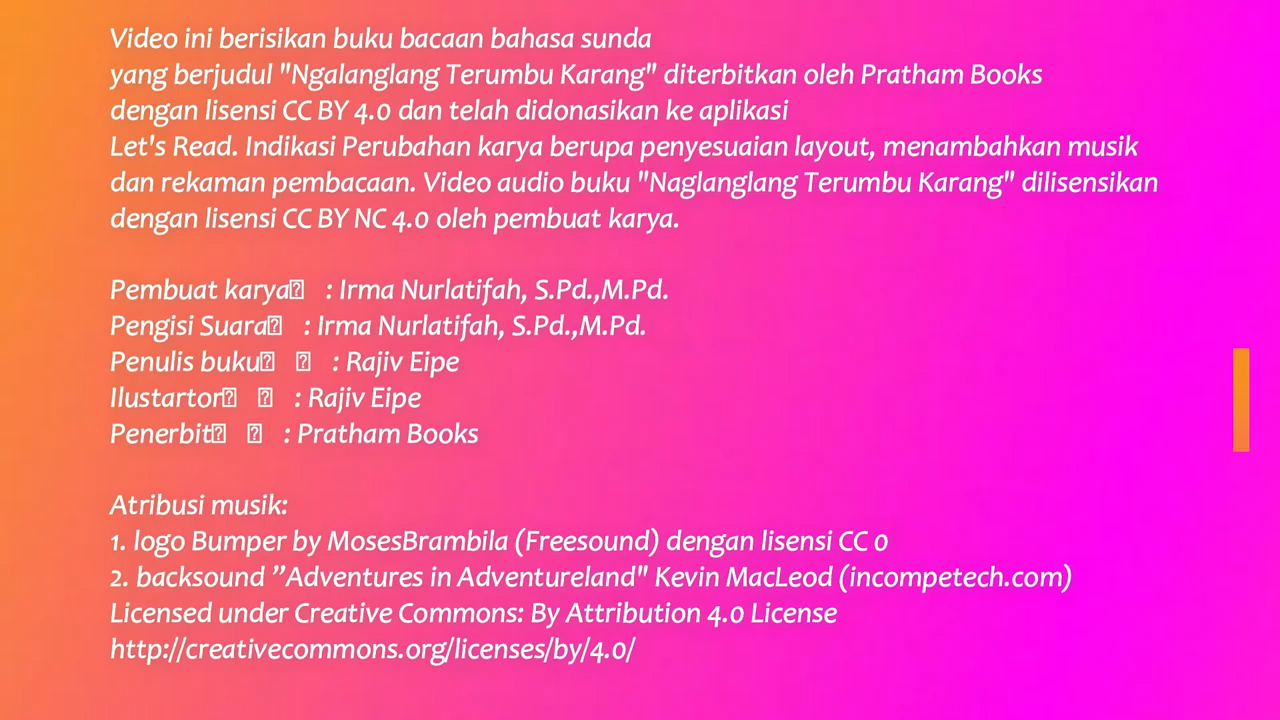 Video ini berisikan buku bacaan bahasa sunda
yang berjudul "Ngalanglang Terumbu Karang" diterbitkan oleh Pratham Books
dengan lisensi CC BY 4.0 dan telah didonasikan ke aplikasi
Let's Read. Indikasi Perubahan karya berupa penyesuaian layout, menambahkan musik
dan rekaman pembacaan. Video audio buku "Naglanglang Terumbu Karang" dilisensikan
dengan lisensi CC BY NC 4.0 oleh pembuat karya.
Pembuat karya⍰ : Irma Nurlatifah, S.Pd.,M.Pd.
Pengisi Suara⍰ : Irma Nurlatifah, S.Pd.,M.Pd.
Penulis buku⍰ ⍰ : Rajiv Eipe
Ilustartor⍰ ⍰ : Rajiv Eipe
Penerbit⍰ ⍰ : Pratham Books
Atribusi musik:
1. logo Bumper by MosesBrambila (Freesound) dengan lisensi CC 0
2. backsound ”Adventures in Adventureland" Kevin MacLeod (incompetech.com)
Licensed under Creative Commons: By Attribution 4.0 License
http://creativecommons.org/licenses/by/4.0/